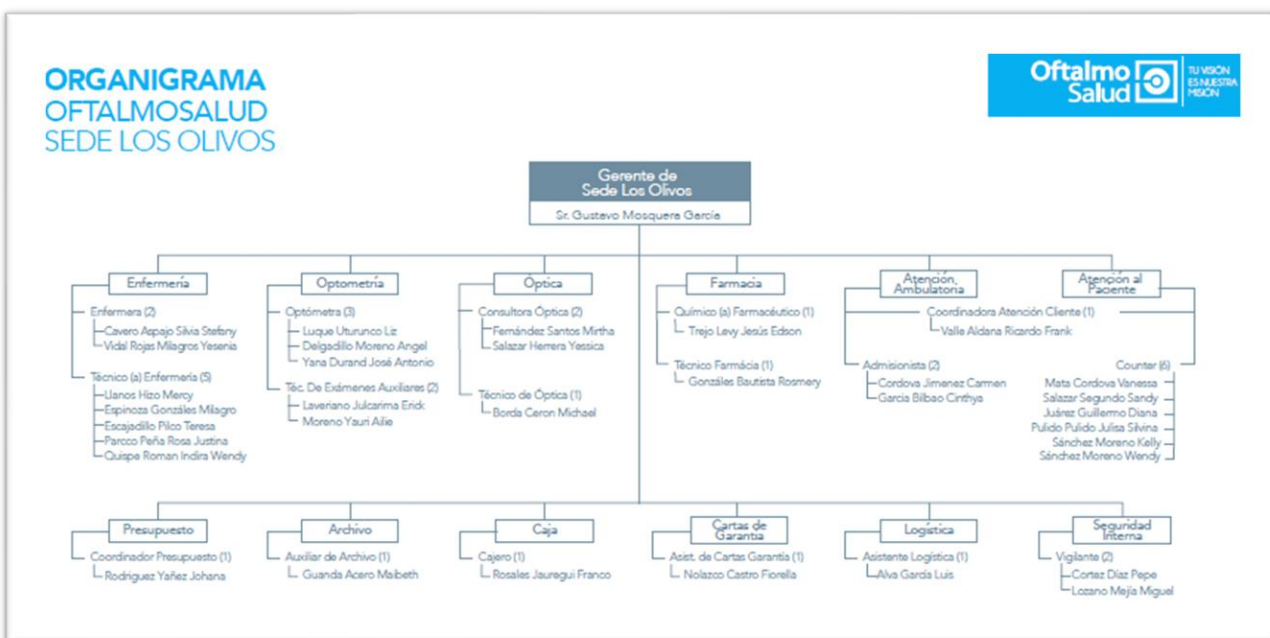 ORGANIGRAMA
OFTALMOSALUD
SEDE LOS OLIVOS
Oftalmo
Salud
TU VISIÓN
ES NUESTRA
MISIÓN
Gerente de
Sede Los Olivos
Sr. Gustavo Mosquera García
Enfermería
Enfermera (2)
Cavero Aspajo Silvia Stefany
Vidal Rojas Milagros Yesenia
Técnico (a) Enfermería (5)
Llanos Hizo Mercy
Espinoza Gonzáles Milagro
Escajadillo Pilco Teresa
Parcco Peña Rosa Justina
Quispe Roman Indira Wendy
Optometría
Optómetra (3)
Luque Uturunco Liz
Delgadillo Moreno Angel
Yana Durand José Antonio
Téc. De Exámenes Auxiliares (2)
Laveriano Julcarima Erick
Moreno Yauri Ailie
Óptica
Consultora Óptica (2)
Fernández Santos Mirtha
Salazar Herrera Yessica
Técnico de Óptica (1)
Borda Ceron Michael
Farmacia
Químico (a) Farmacéutico (1)
Trejo Levy Jesús Edson
Técnico Farmácia (1)
Gonzáles Bautista Rosmery
Atención
Ambulatoria
Atención al
Paciente
Coordinadora Atención Cliente (1)
Valle Aldana Ricardo Frank
Admisionista (2)
Cordova Jimenez Carmen
Garcia Bilbao Cinthya
Counter (6)
Mata Cordova Vanessa
Salazar Segundo Sandy
Juárez Guillermo Diana
Pulido Pulido Julisa Silvina
Sánchez Moreno Kelly
Sánchez Moreno Wendy
Presupuesto
Coordinador Presupuesto (1)
Rodriguez Yañez Johana
Archivo
Auxiliar de Archivo (1)
Guanda Acero Maibeth
Caja
Cajero (1)
Rosales Jauregui Franco
Cartas de
Garantía
Asist. de Cartas Garantía (1)
Nolazco Castro Fiorella
Logística
Asistente Logística (1)
Alva García Luis
Seguridad
Interna
Vigilante (2)
Cortez Díaz Pepe
Lozano Mejía Miguel